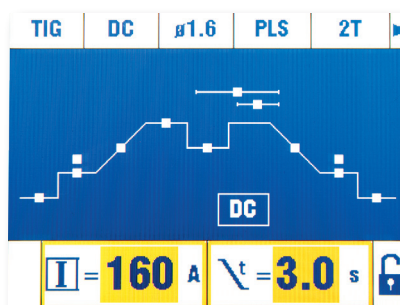 TIG DC ø1.6 PLS 2T
DC
I = 160 A t = 3.0 s